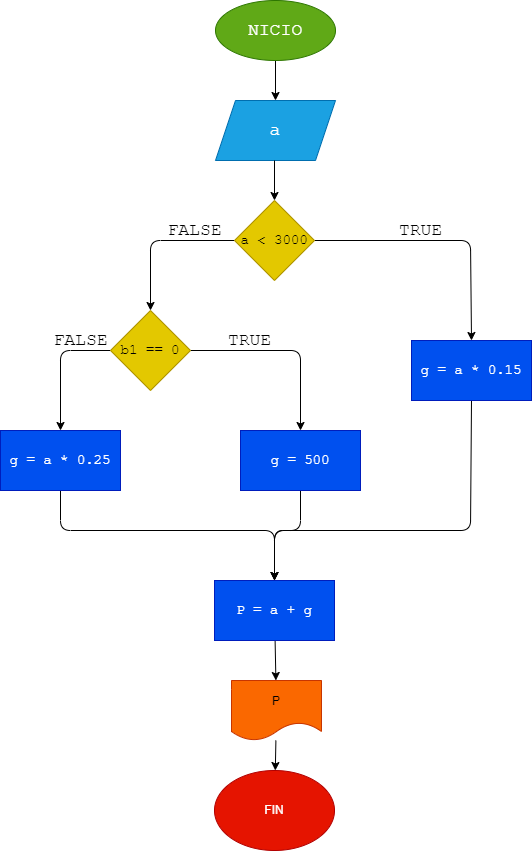 NICIO
a
a < 3000
FALSE
TRUE
b1 == 0
FALSE
TRUE
g = a * 0.15
g = a * 0.25
g = 500
P = a + g
P
FIN